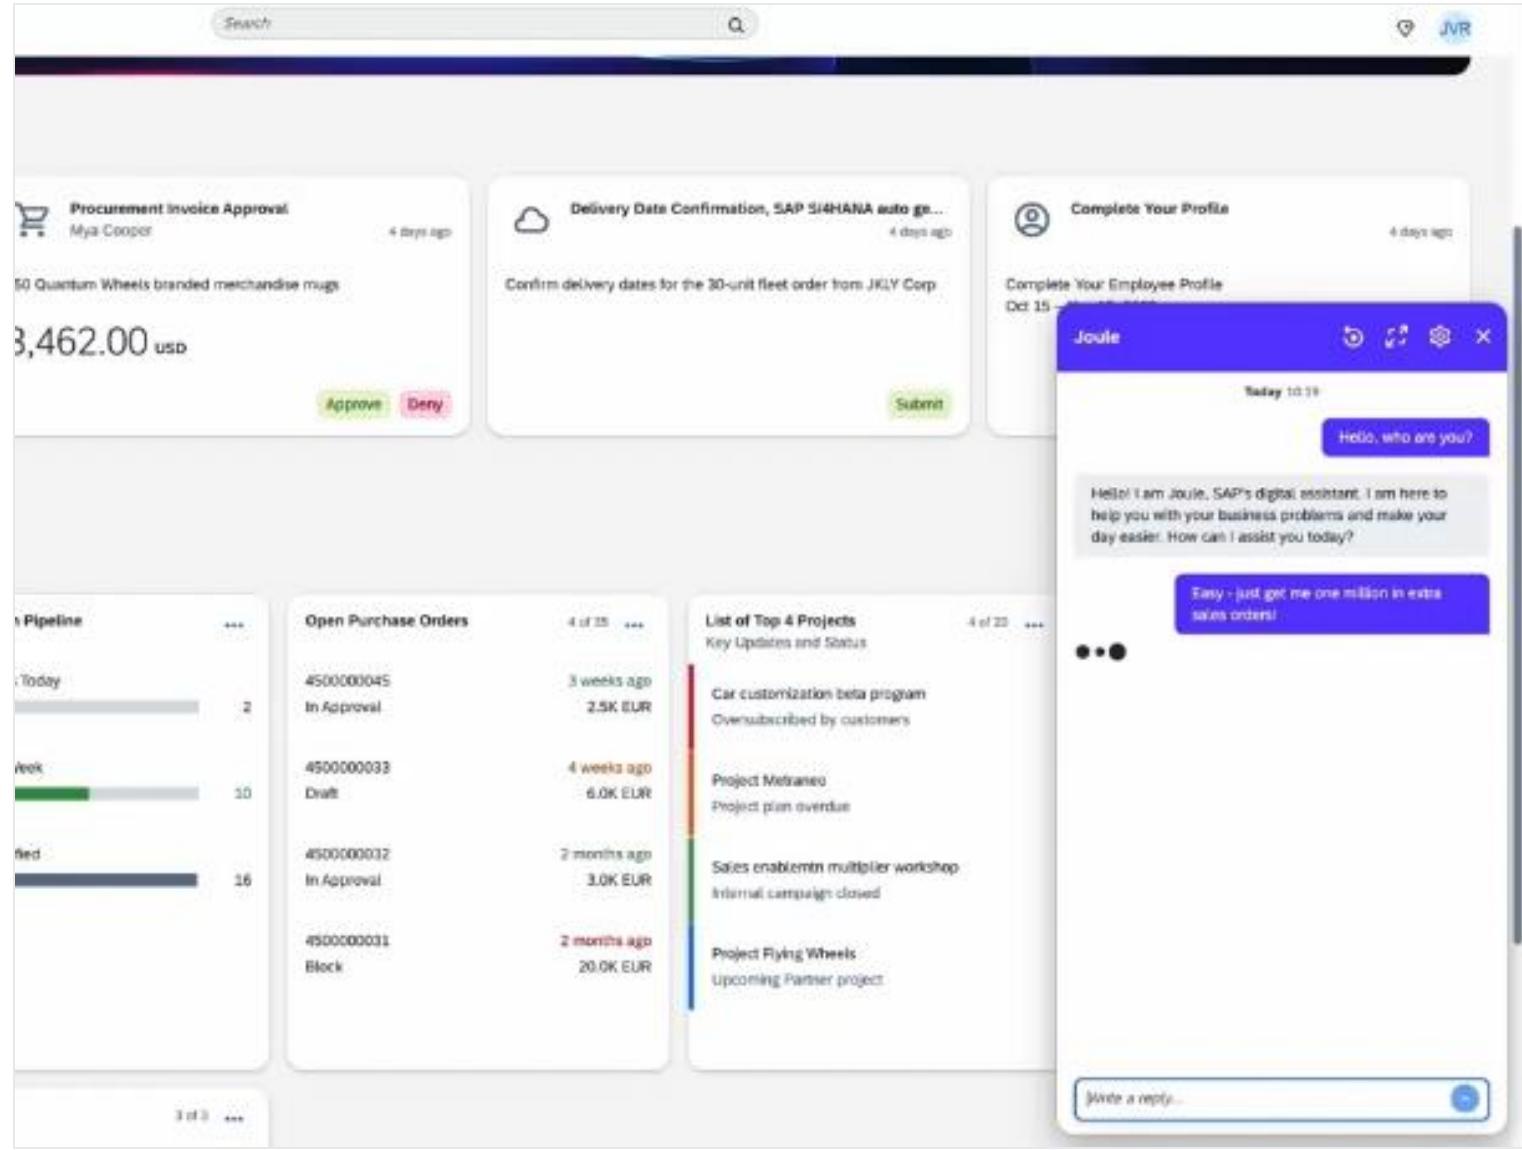 Search
JVR
Procurement Invoice Approval
Mya Cooper
4 days ago
50 Quantum Wheels branded merchandise mugs
3,462.00 USD
Approve
Deny
Delivery Date Confirmation, SAP S/4HANA auto ge...
4 days ago
Confirm delivery dates for the 30-unit fleet order from JKLY Corp
Submit
Complete Your Profile
4 days ago
Complete Your Employee Profile
Oct 15 –
Pipeline
Today
2
Week
10
fied
16
3 of 3
Open Purchase Orders
4 of 35
4500000045
3 weeks ago
In Approval
2.5K EUR
4500000033
4 weeks ago
Draft
6.0K EUR
4500000032
2 months ago
In Approval
3.0K EUR
4500000031
2 months ago
Block
20.0K EUR
List of Top 4 Projects
4 of 20
Key Updates and Status
Car customization beta program
Oversubscribed by customers
Project Metraneo
Project plan overdue
Sales enablemtn multiplier workshop
Internal campaign closed
Project Flying Wheels
Upcoming Partner project
Joule
Today 10:19
Hello, who are you?
Hello! I am Joule, SAP's digital assistant. I am here to
help you with your business problems and make your
day easier. How can I assist you today?
Easy - just get me one million in extra
sales orders!
Write a reply...